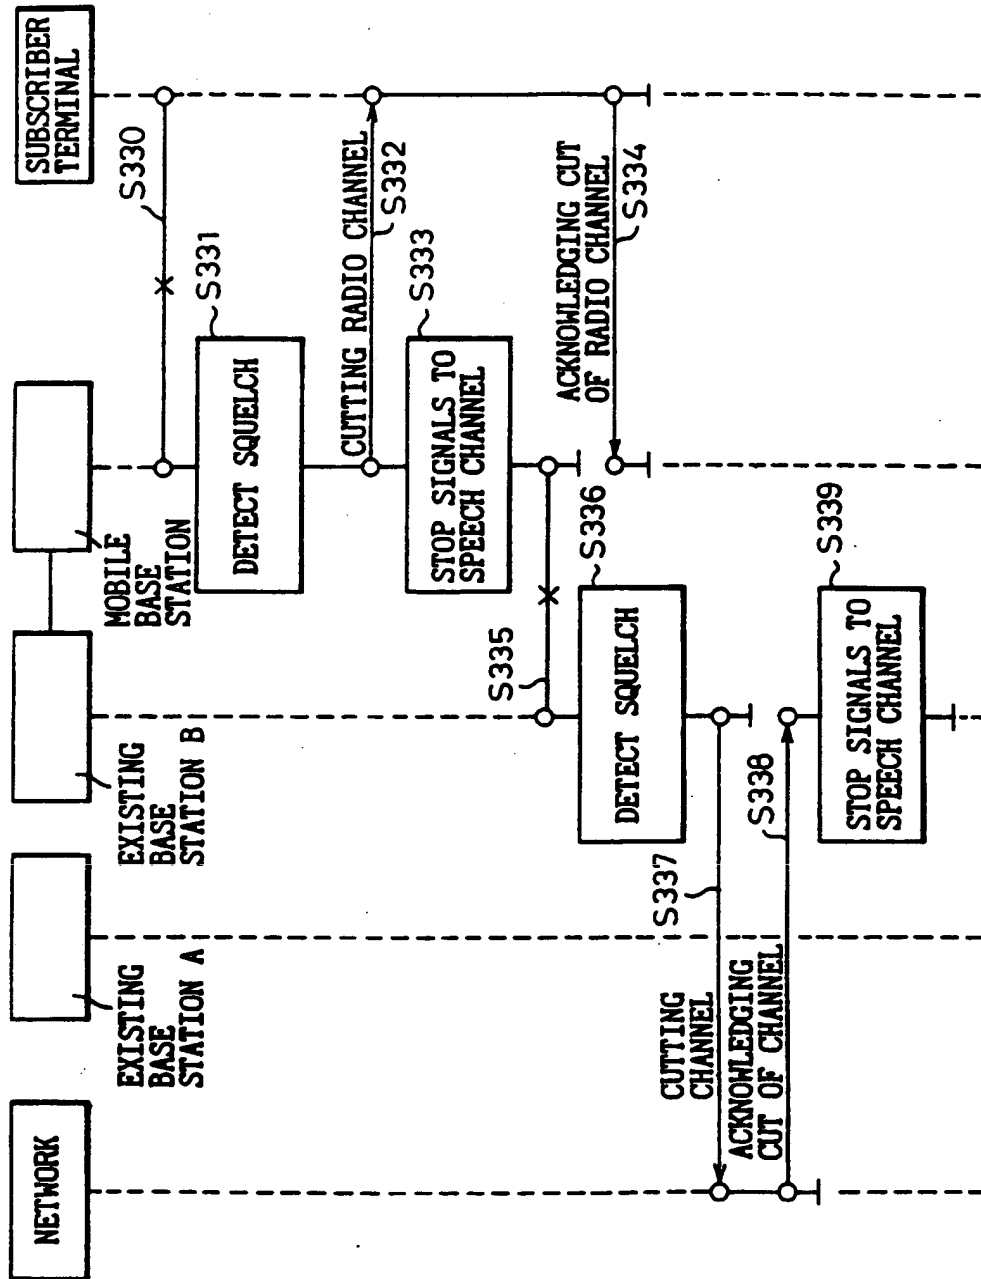 SUBSCRIBER
TERMINAL
MOBILE
BASE
STATION
EXISTING
BASE
STATION B
EXISTING
BASE
STATION A
NETWORK
S330
S331
DETECT SQUELCH
CUTTING RADIO CHANNEL
S332
S333
STOP SIGNALS TO
SPEECH CHANNEL
ACKNOWLEDGING CUT
OF RADIO CHANNEL
S334
S335
S336
DETECT SQUELCH
S337
CUTTING
CHANNEL
S338
ACKNOWLEDGING
CUT OF CHANNEL
S339
STOP SIGNALS TO
SPEECH CHANNEL